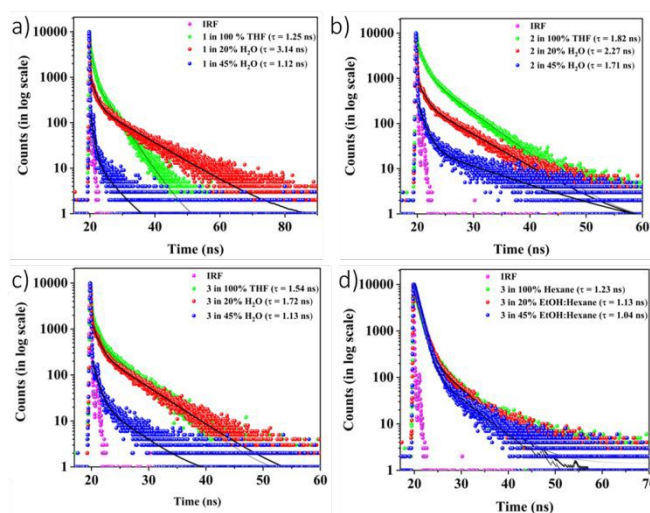 a)
IRF
1 in 100 % THF (τ = 1.25 ns)
1 in 20% H₂O (τ = 3.14 ns)
1 in 45% H₂O (τ = 1.12 ns)
Counts (in log scale)
10000
1000
100
10
1
20 40 60 80
Time (ns)
b)
IRF
2 in 100% THF (τ = 1.82 ns)
2 in 20% H₂O (τ = 2.27 ns)
2 in 45% H₂O (τ = 1.71 ns)
Counts (in log scale)
10000
1000
100
10
1
20 30 40 50 60
Time (ns)
c)
IRF
3 in 100% THF (τ = 1.54 ns)
3 in 20% H₂O (τ = 1.72 ns)
3 in 45% H₂O (τ = 1.13 ns)
Counts (in log scale)
10000
1000
100
10
1
20 30 40 50 60
Time (ns)
d)
IRF
3 in 100% Hexane (τ = 1.23 ns)
3 in 20% EtOH:Hexane (τ = 1.13 ns)
3 in 45% EtOH:Hexane (τ = 1.04 ns)
Counts (in log scale)
10000
1000
100
10
1
20 30 40 50 60 70
Time (ns)